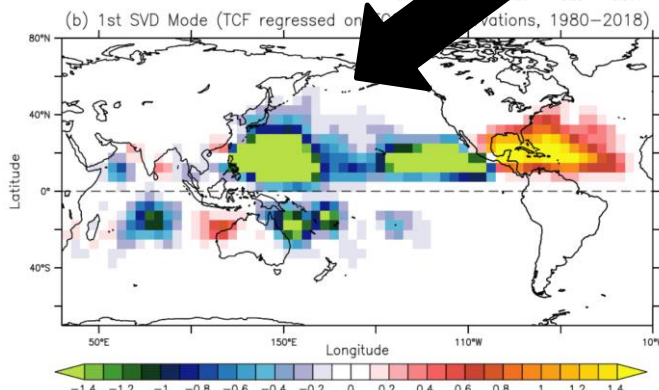 (b) 1st SVD Mode (TCF regressed on vations, 1980−2018)
80°N
40°N
0°
40°S
Latitude
50°E 150°E 110°W 10°W
Longitude
−1.4 −1.2 −1 −0.8 −0.6 −0.4 −0.2 0 0.2 0.4 0.6 0.8 1 1.2 1.4